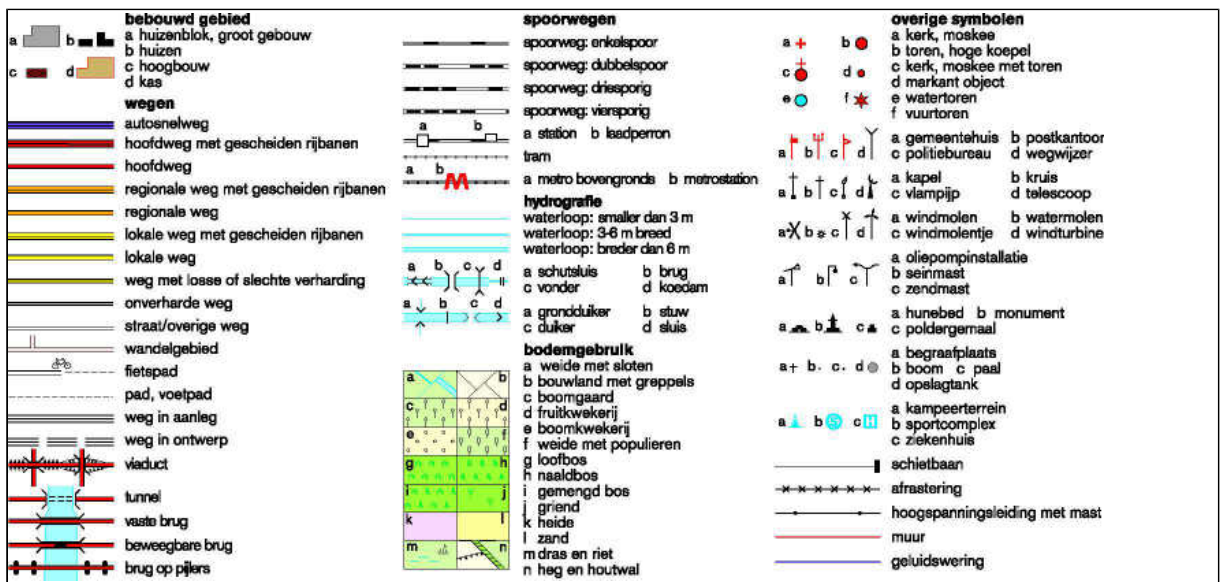 bebouwd gebied
a b a huizenblok, groot gebouw
b huizen
c d c hoogbouw
d kas
wegen
autosnelweg
hoofdweg met gescheiden rijbanen
hoofdweg
regionale weg met gescheiden rijbanen
regionale weg
lokale weg met gescheiden rijbanen
lokale weg
weg met losse of slechte verharding
onverharde weg
straat/overige weg
wandelgebied
fietspad
pad, voetpad
weg in aanleg
weg in ontwerp
viaduct
tunnel
vaste brug
beweegbare brug
brug op pijlers
spoorwegen
spoorweg: enkelspoor
spoorweg: dubbelspoor
spoorweg: driesporig
spoorweg: viersporig
a b
a station b laadperron
tram
a b M a metro bovengronds b metrostation
hydrografie
waterloop: smaller dan 3 m
waterloop: 3-6 m breed
waterloop: breder dan 6 m
a b c d a schutsluis b brug
c vonder d koedam
a b c d a grondduiker b stuw
c duiker d sluis
bodemgebruik
a b a weide met sloten
b bouwland met greppels
c d c boomgaard
d fruitkwekerij
e f e boomkwekerij
f weide met populieren
g h g loofbos
h naaldbos
i j i gemengd bos
j griend
k l k heide
l zand
m n m dras en riet
n heg en houtwal
overige symbolen
a b a kerk, moskee
b toren, hoge koepel
c d c kerk, moskee met toren
d markant object
e f e watertoren
f vuurtoren
a b c d a gemeentehuis b postkantoor
c politiebureau d wegwijzer
a b c d a kapel b kruis
c vlampijp d telescoop
a b c d a windmolen b watermolen
c windmolentje d windturbine
a b c a oliepompinstallatie
b seinmast
c zendmast
a b c a hunebed b monument
c poldergemaal
a b c d a begraafplaats
b boom c paal
d opslagtank
a b S c H a kampeerterrein
b sportcomplex
c ziekenhuis
schietbaan
afrastering
hoogspanningsleiding met mast
muur
geluidswering